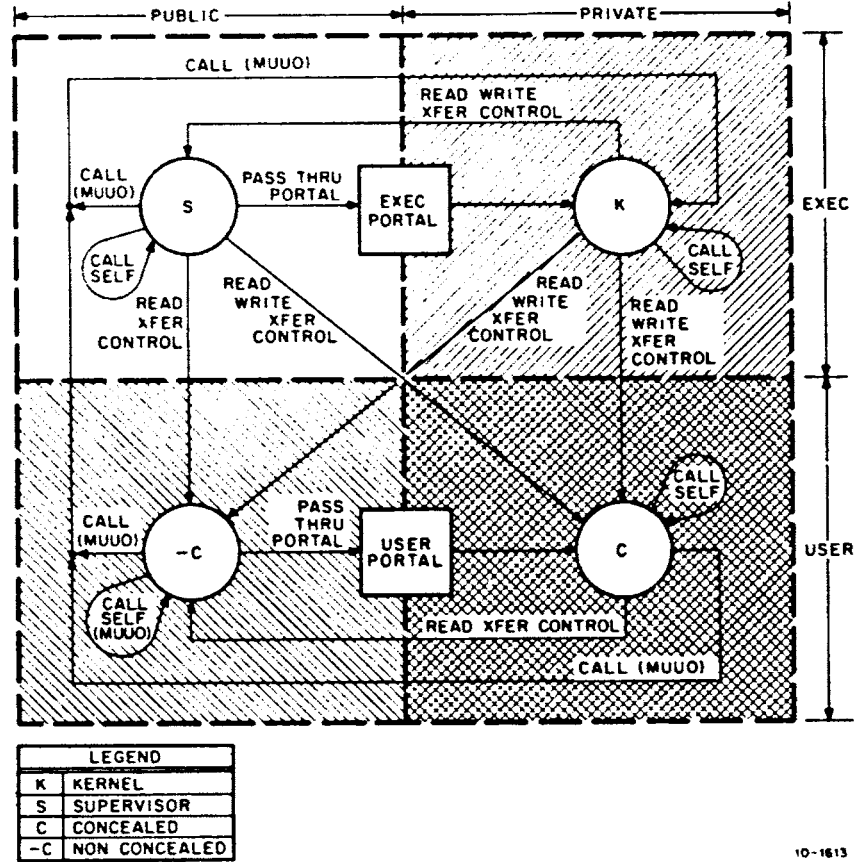 PUBLIC
PRIVATE
CALL (MUUO)
READ WRITE
XFER CONTROL
CALL
(MUUO)
S
PASS THRU
PORTAL
EXEC
PORTAL
K
EXEC
CALL
SELF
CALL
SELF
READ
XFER
CONTROL
READ
WRITE
XFER
CONTROL
READ
WRITE
XFER
CONTROL
READ
WRITE
XFER
CONTROL
CALL
SELF
CALL
(MUUO)
-C
PASS
THRU
PORTAL
USER
PORTAL
C
USER
CALL
SELF
(MUUO)
READ XFER CONTROL
CALL (MUUO)
LEGEND
K KERNEL
S SUPERVISOR
C CONCEALED
-C NON CONCEALED
10-1613